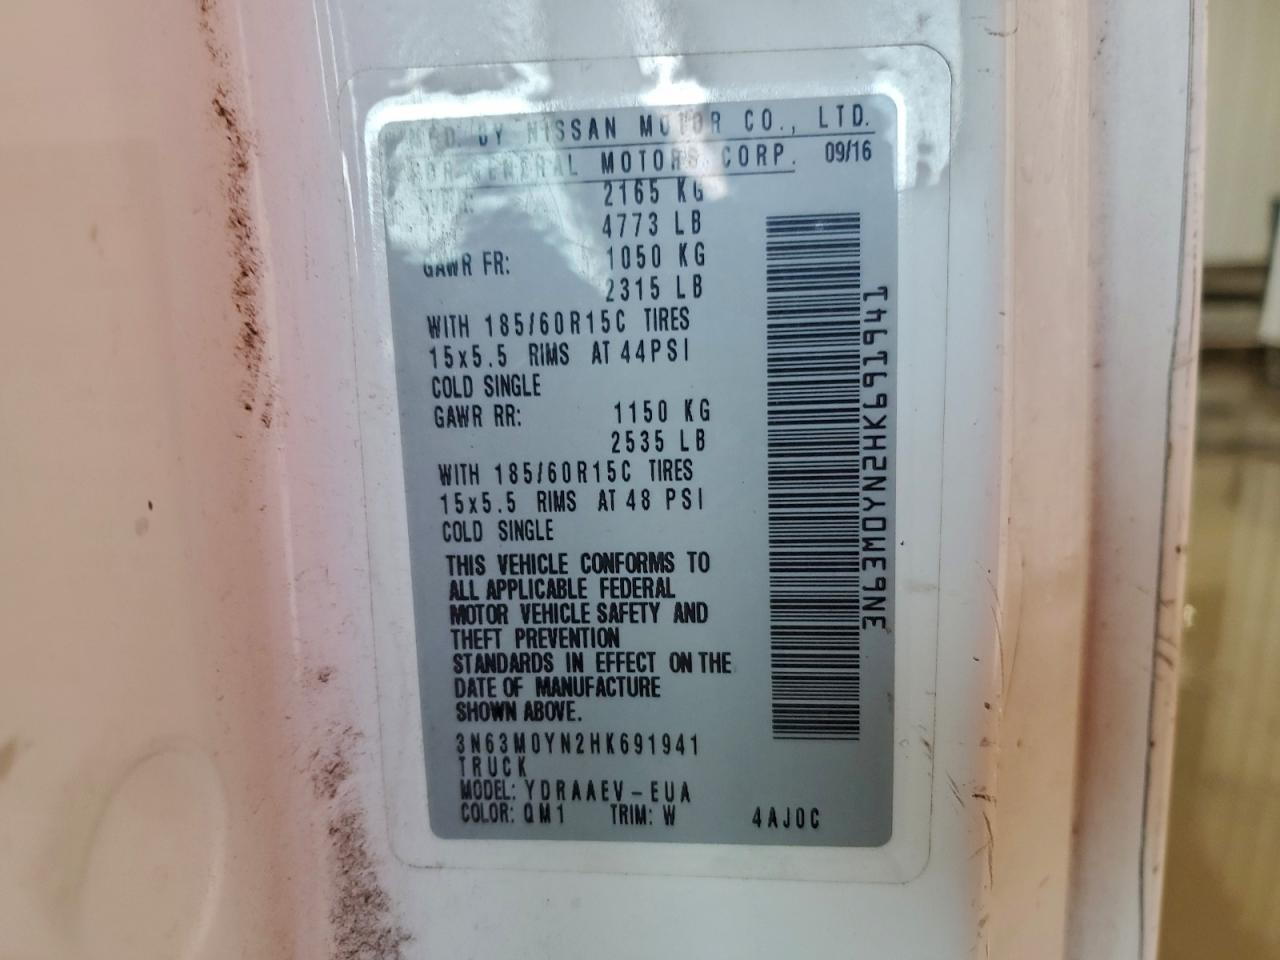 MFD. BY NISSAN MOTOR CO., LTD.
FOR GENERAL MOTORS CORP. 09/16
2165 KG
4773 LB
GAWR FR: 1050 KG
2315 LB
WITH 185/60R15C TIRES
15x5.5 RIMS AT 44PSI
COLD SINGLE
GAWR RR: 1150 KG
2535 LB
WITH 185/60R15C TIRES
15x5.5 RIMS AT 48 PSI
COLD SINGLE
THIS VEHICLE CONFORMS TO
ALL APPLICABLE FEDERAL
MOTOR VEHICLE SAFETY AND
THEFT PREVENTION
STANDARDS IN EFFECT ON THE
DATE OF MANUFACTURE
SHOWN ABOVE.
3N63M0YN2HK691941
TRUCK
MODEL: YDRAAEV-EUA
COLOR: QM1 TRIM: W 4AJ0C
3N63M0YN2HK691941